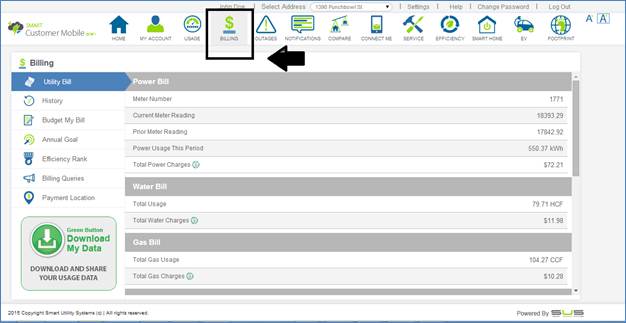 John Doe | Select Address 1390 Punchbowl St. | Settings | Help | Change Password | Log Out
SMART
Customer Mobile
A A
HOME MY ACCOUNT USAGE BILLING OUTAGES NOTIFICATIONS COMPARE CONNECT ME SERVICE EFFICIENCY SMART HOME EV FOOTPRINT
Billing
Utility Bill
History
Budget My Bill
Annual Goal
Efficiency Rank
Billing Queries
Payment Location
Green Button
Download
My Data
DOWNLOAD AND SHARE
YOUR USAGE DATA
Power Bill
Meter Number 1771
Current Meter Reading 18393.29
Prior Meter Reading 17842.92
Power Usage This Period 550.37 kWh
Total Power Charges $72.21
Water Bill
Total Usage 79.71 HCF
Total Water Charges $11.98
Gas Bill
Total Gas Usage 104.27 CCF
Total Gas Charges $10.28
2015 Copyright Smart Utility Systems (c) | All rights reserved.
Powered By SUS